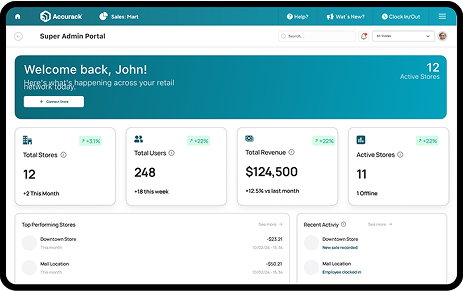 Accurack
Sales: Mart
Help?
Wat's New?
Clock In/Out
Super Admin Portal
Search...
All Stores
Welcome back, John!
Here's what's happening across your retail
network today.
+ Connect Store
12
Active Stores
+3.1%
Total Stores
12
+2 This Month
+22%
Total Users
248
+18 this week
+22%
Total Revenue
$124,500
+12.5% vs last month
+22%
Active Stores
11
1 Offline
Top Performing Stores
See more →
Downtown Store
This month
-$23.21
10/02/24 - 15:34
Mall Location
This month
-$50.21
10/02/24 - 15:34
Recent Activiy
See more →
Downtown Store
New sale recorded
Mall Location
Employee clocked in